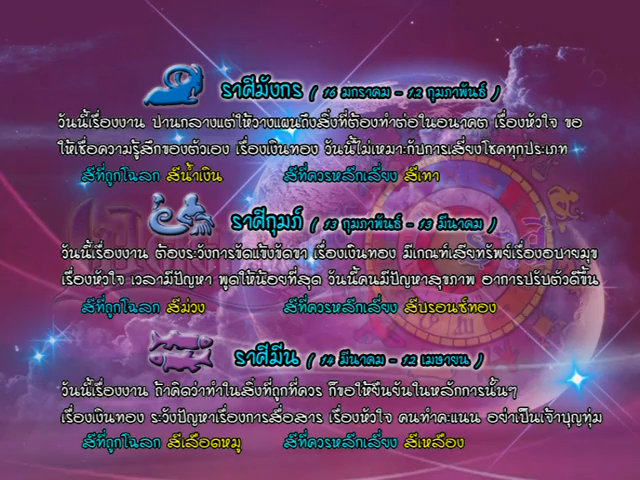 ราศีมังกร ( 16 มกราคม - 12 กุมภาพันธ์ )
วันนี้เรื่องงาน ปานกลางแต่ให้วางแผนถึงสิ่งที่ต้องทำต่อในอนาคต เรื่องหัวใจ ขอ
ให้เชื่อความรู้สึกของตัวเอง เรื่องเงินทอง วันนี้ไม่เหมาะกับการเสี่ยงโชคทุกประเภท
สีที่ถูกโฉลก สีน้ำเงิน สีที่ควรหลีกเลี่ยง สีเทา
ราศีกุมภ์ ( 13 กุมภาพันธ์ - 13 มีนาคม )
วันนี้เรื่องงาน ต้องระวังการขัดแข้งขัดขา เรื่องเงินทอง มีเกณท์เสียทรัพย์เรื่องอบายมุข
เรื่องหัวใจ เวลามีปัญหา พูดให้น้อยที่สุด วันนี้คนมีปัญหาสุขภาพ อาการปรับตัวดีขึ้น
สีที่ถูกโฉลก สีม่วง สีที่ควรหลีกเลี่ยง สีบรอนซ์ทอง
ราศีมีน ( 14 มีนาคม - 12 เมษายน )
วันนี้เรื่องงาน ถ้าคิดว่าทำในสิ่งที่ถูกที่ควร ก็ขอให้ยืนยันในหลักการนั้นๆ
เรื่องเงินทอง ระวังปัญหาเรื่องการสื่อสาร เรื่องหัวใจ คนทำคะแนน อย่าเป็นเจ้าบุญทุ่ม
สีที่ถูกโฉลก สีเลือดหมู สีที่ควรหลีกเลี่ยง สีเหลือง